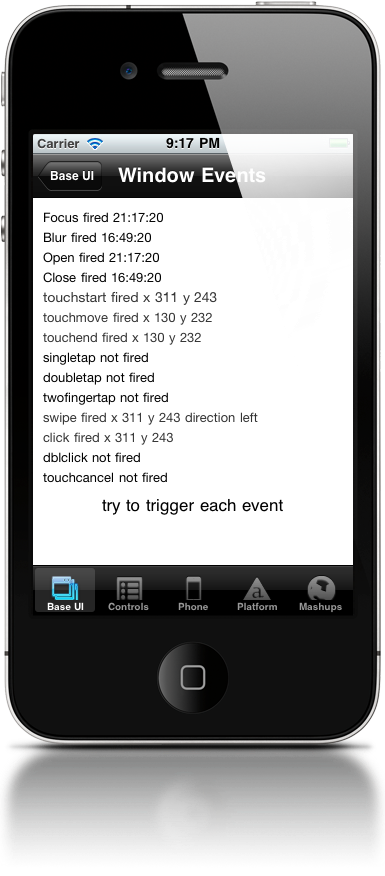 Carrier 9:17 PM
Base UI Window Events
Focus fired 21:17:20
Blur fired 16:49:20
Open fired 21:17:20
Close fired 16:49:20
touchstart fired x 311 y 243
touchmove fired x 130 y 232
touchend fired x 130 y 232
singletap not fired
doubletap not fired
twofingertap not fired
swipe fired x 311 y 243 direction left
click fired x 311 y 243
dblclick not fired
touchcancel not fired
try to trigger each event
Base UI Controls Phone Platform Mashups